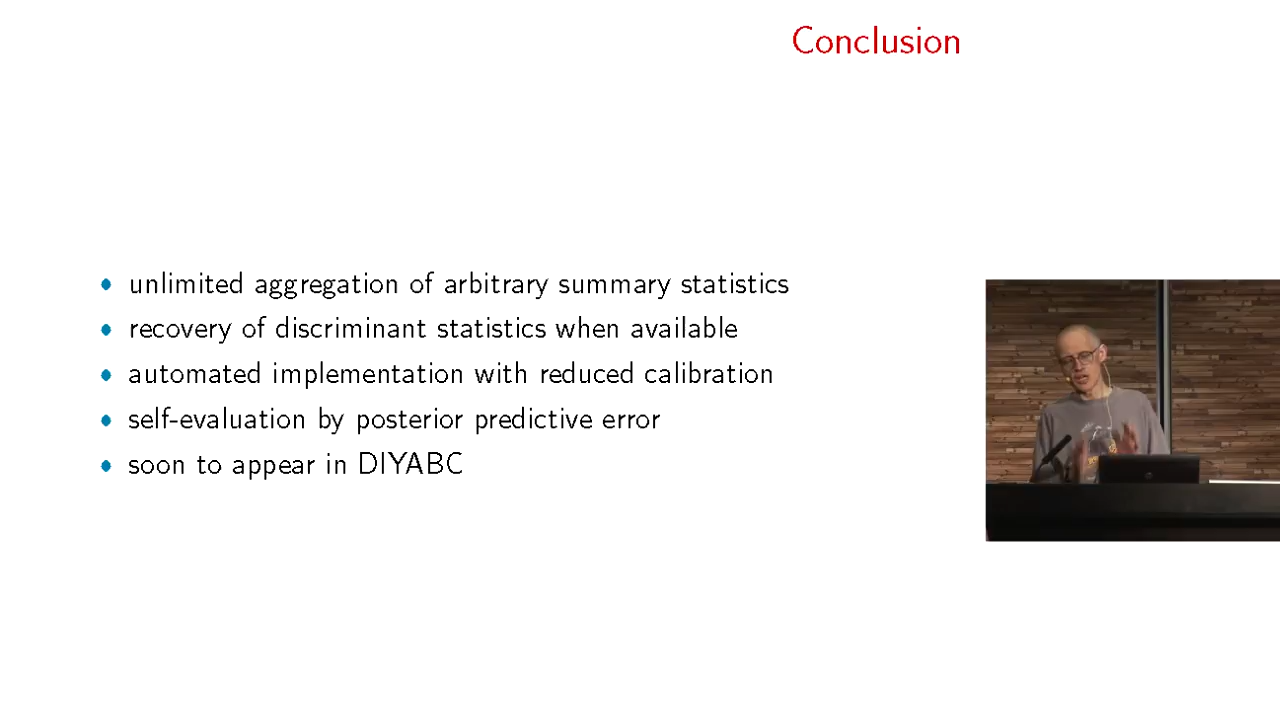 Conclusion
unlimited aggregation of arbitrary summary statistics
recovery of discriminant statistics when available
automated implementation with reduced calibration
self-evaluation by posterior predictive error
soon to appear in DIYABC